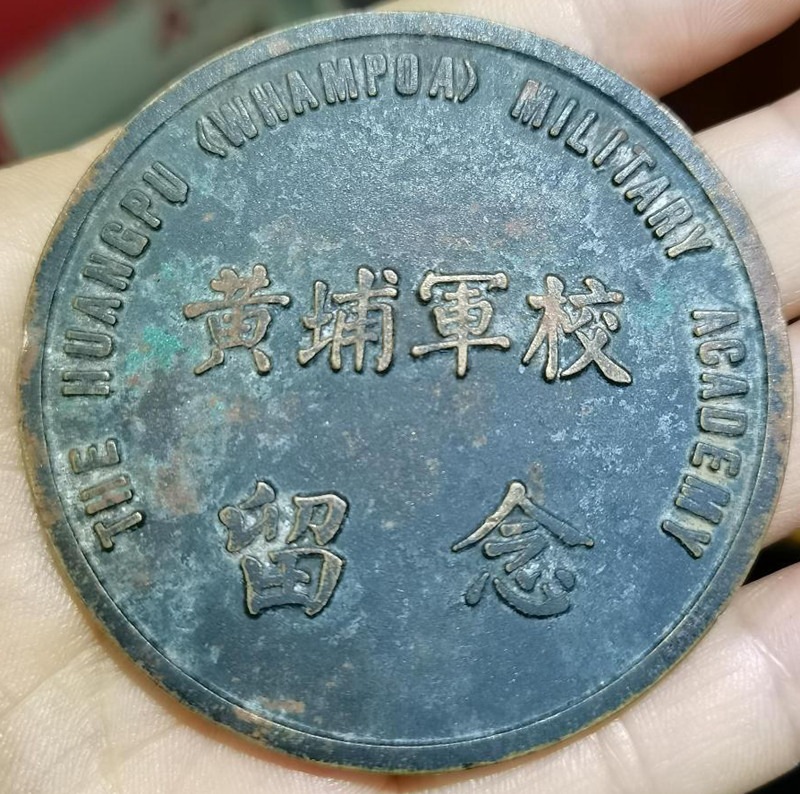 THE HUANGPU (WHAMPOA) MILITARY ACADEMY
黄埔軍校
留念